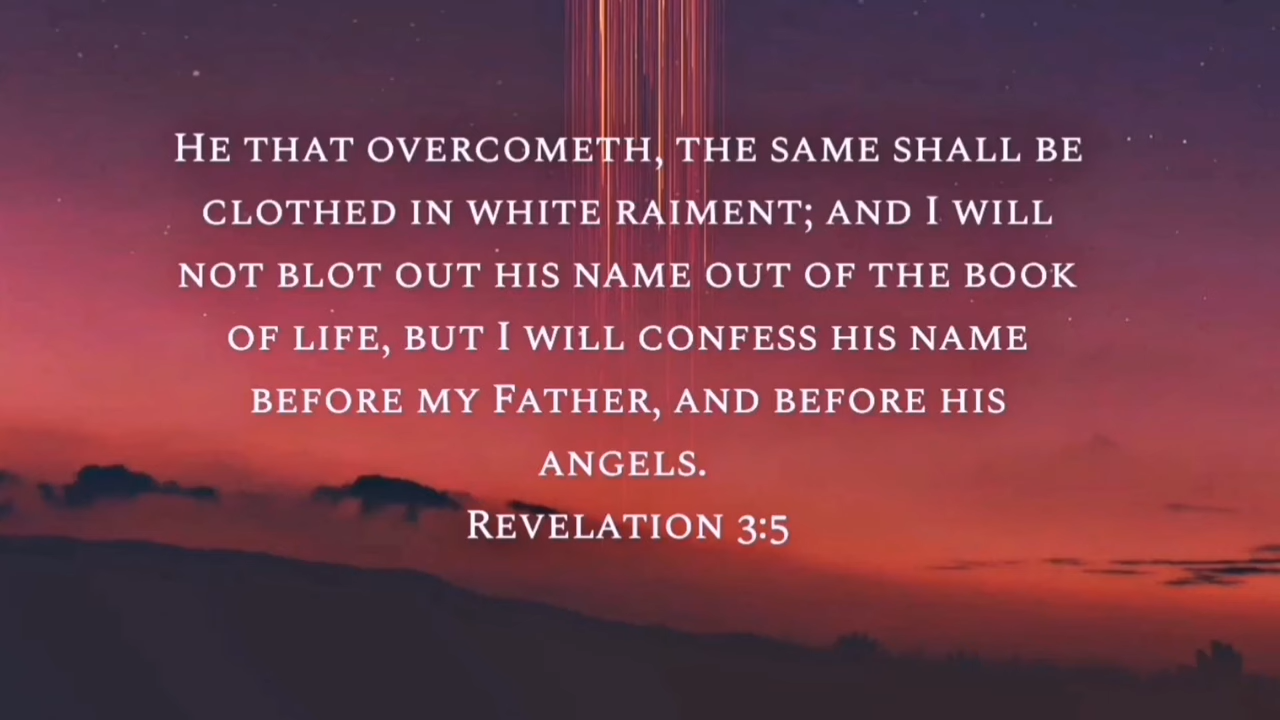 He that overcometh, the same shall be
clothed in white raiment; and I will
not blot out his name out of the book
of life, but I will confess his name
before my Father, and before his
angels.
Revelation 3:5